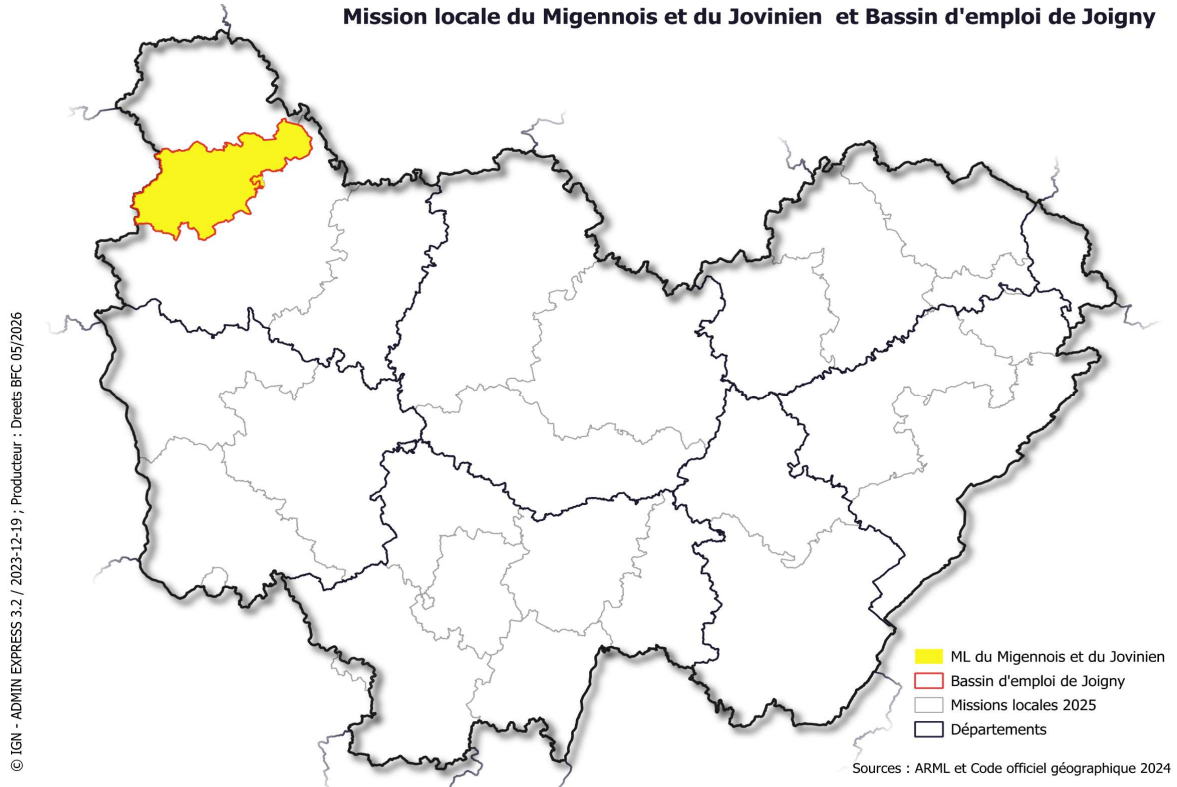 Mission locale du Migennois et du Jovinien et Bassin d'emploi de Joigny
© IGN - ADMIN EXPRESS 3.2 / 2023-12-19 ; Producteur : Dreets BFC 05/2026
ML du Migennois et du Jovinien
Bassin d'emploi de Joigny
Missions locales 2025
Départements
Sources : ARML et Code officiel géographique 2024